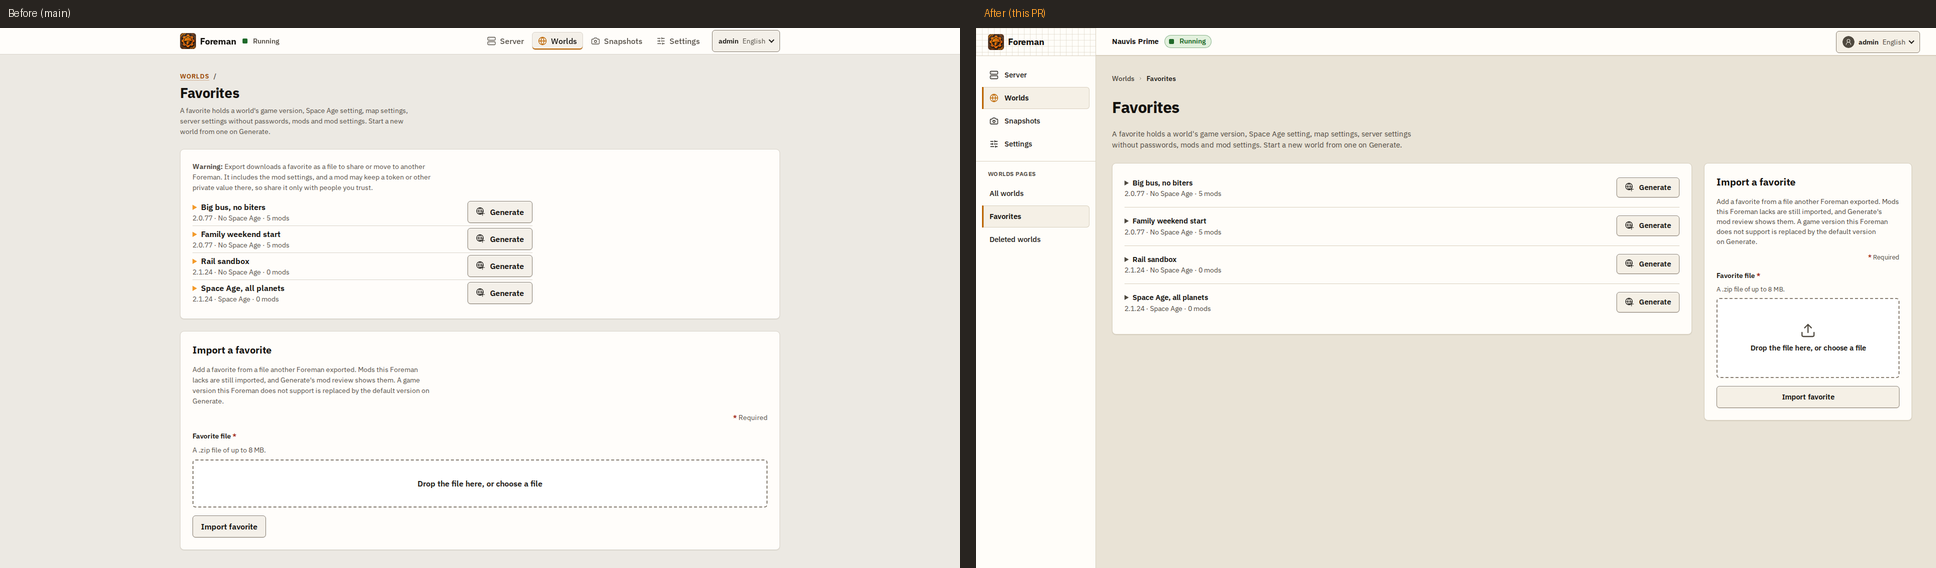 Before (main)
Foreman Running
Server Worlds Snapshots Settings admin English
WORLDS /
Favorites
A favorite holds a world's game version, Space Age setting, map settings,
server settings without passwords, mods and mod settings. Start a new
world from one on Generate.
Warning: Export downloads a favorite as a file to share or move to another
Foreman. It includes the mod settings, and a mod may keep a token or other
private value there, so share it only with people you trust.
Big bus, no biters
2.0.77 · No Space Age · 5 mods
Generate
Family weekend start
2.0.77 · No Space Age · 5 mods
Generate
Rail sandbox
2.1.24 · No Space Age · 0 mods
Generate
Space Age, all planets
2.1.24 · Space Age · 0 mods
Generate
Import a favorite
Add a favorite from a file another Foreman exported. Mods this Foreman
lacks are still imported, and Generate's mod review shows them. A game
version this Foreman does not support is replaced by the default version on
Generate.
* Required
Favorite file *
A .zip file of up to 8 MB.
Drop the file here, or choose a file
Import favorite
After (this PR)
Foreman
Server
Worlds
Snapshots
Settings
WORLDS PAGES
All worlds
Favorites
Deleted worlds
Nauvis Prime Running
admin English
Worlds Favorites
Favorites
A favorite holds a world's game version, Space Age setting, map settings, server settings
without passwords, mods and mod settings. Start a new world from one on Generate.
Big bus, no biters
2.0.77 · No Space Age · 5 mods
Generate
Family weekend start
2.0.77 · No Space Age · 5 mods
Generate
Rail sandbox
2.1.24 · No Space Age · 0 mods
Generate
Space Age, all planets
2.1.24 · Space Age · 0 mods
Generate
Import a favorite
Add a favorite from a file another Foreman exported. Mods
this Foreman lacks are still imported, and Generate's
mod review shows them. A game version this Foreman
does not support is replaced by the default version
on Generate.
* Required
Favorite file *
A .zip file of up to 8 MB.
Drop the file here, or choose a file
Import favorite